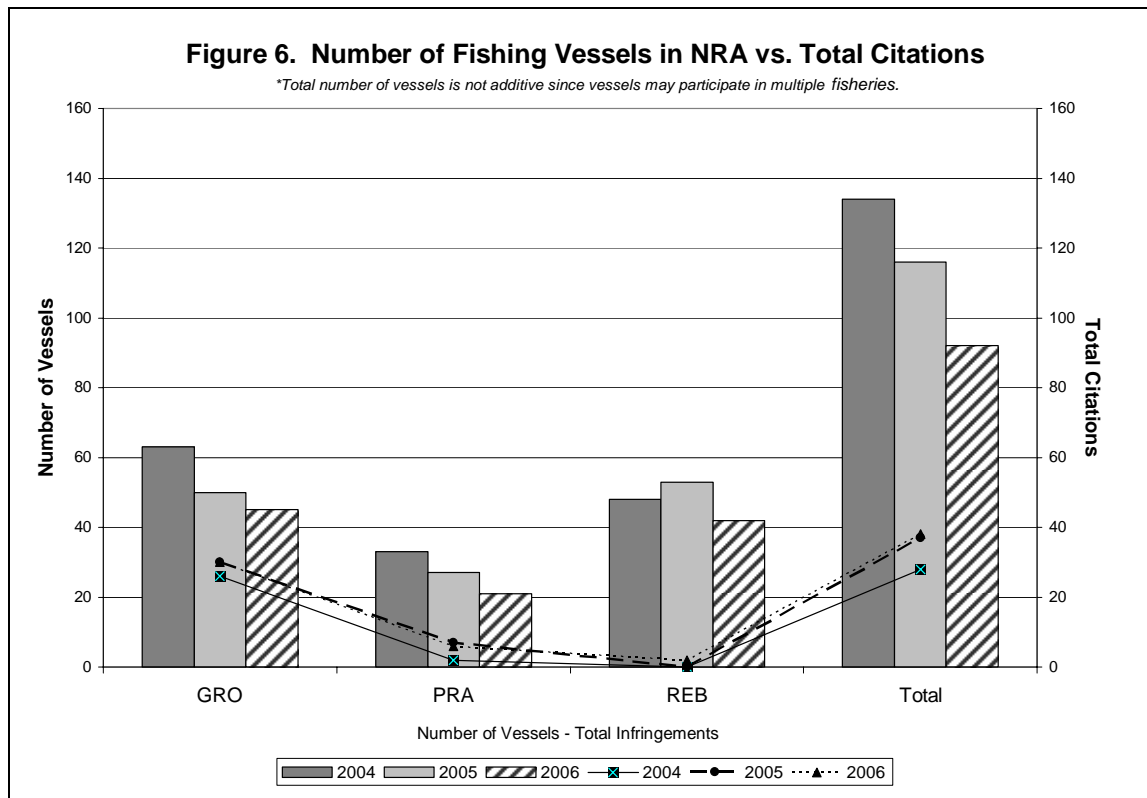 Figure 6.  Number of Fishing Vessels in NRA vs. Total Citations
*Total number of vessels is not additive since vessels may participate in multiple fisheries.
160
140
120
100
80
60
40
20
0
Number of Vessels
160
140
120
100
80
60
40
20
0
Total Citations
GRO PRA REB Total
Number of Vessels - Total Infringements
2004 2005 2006 2004 2005 2006